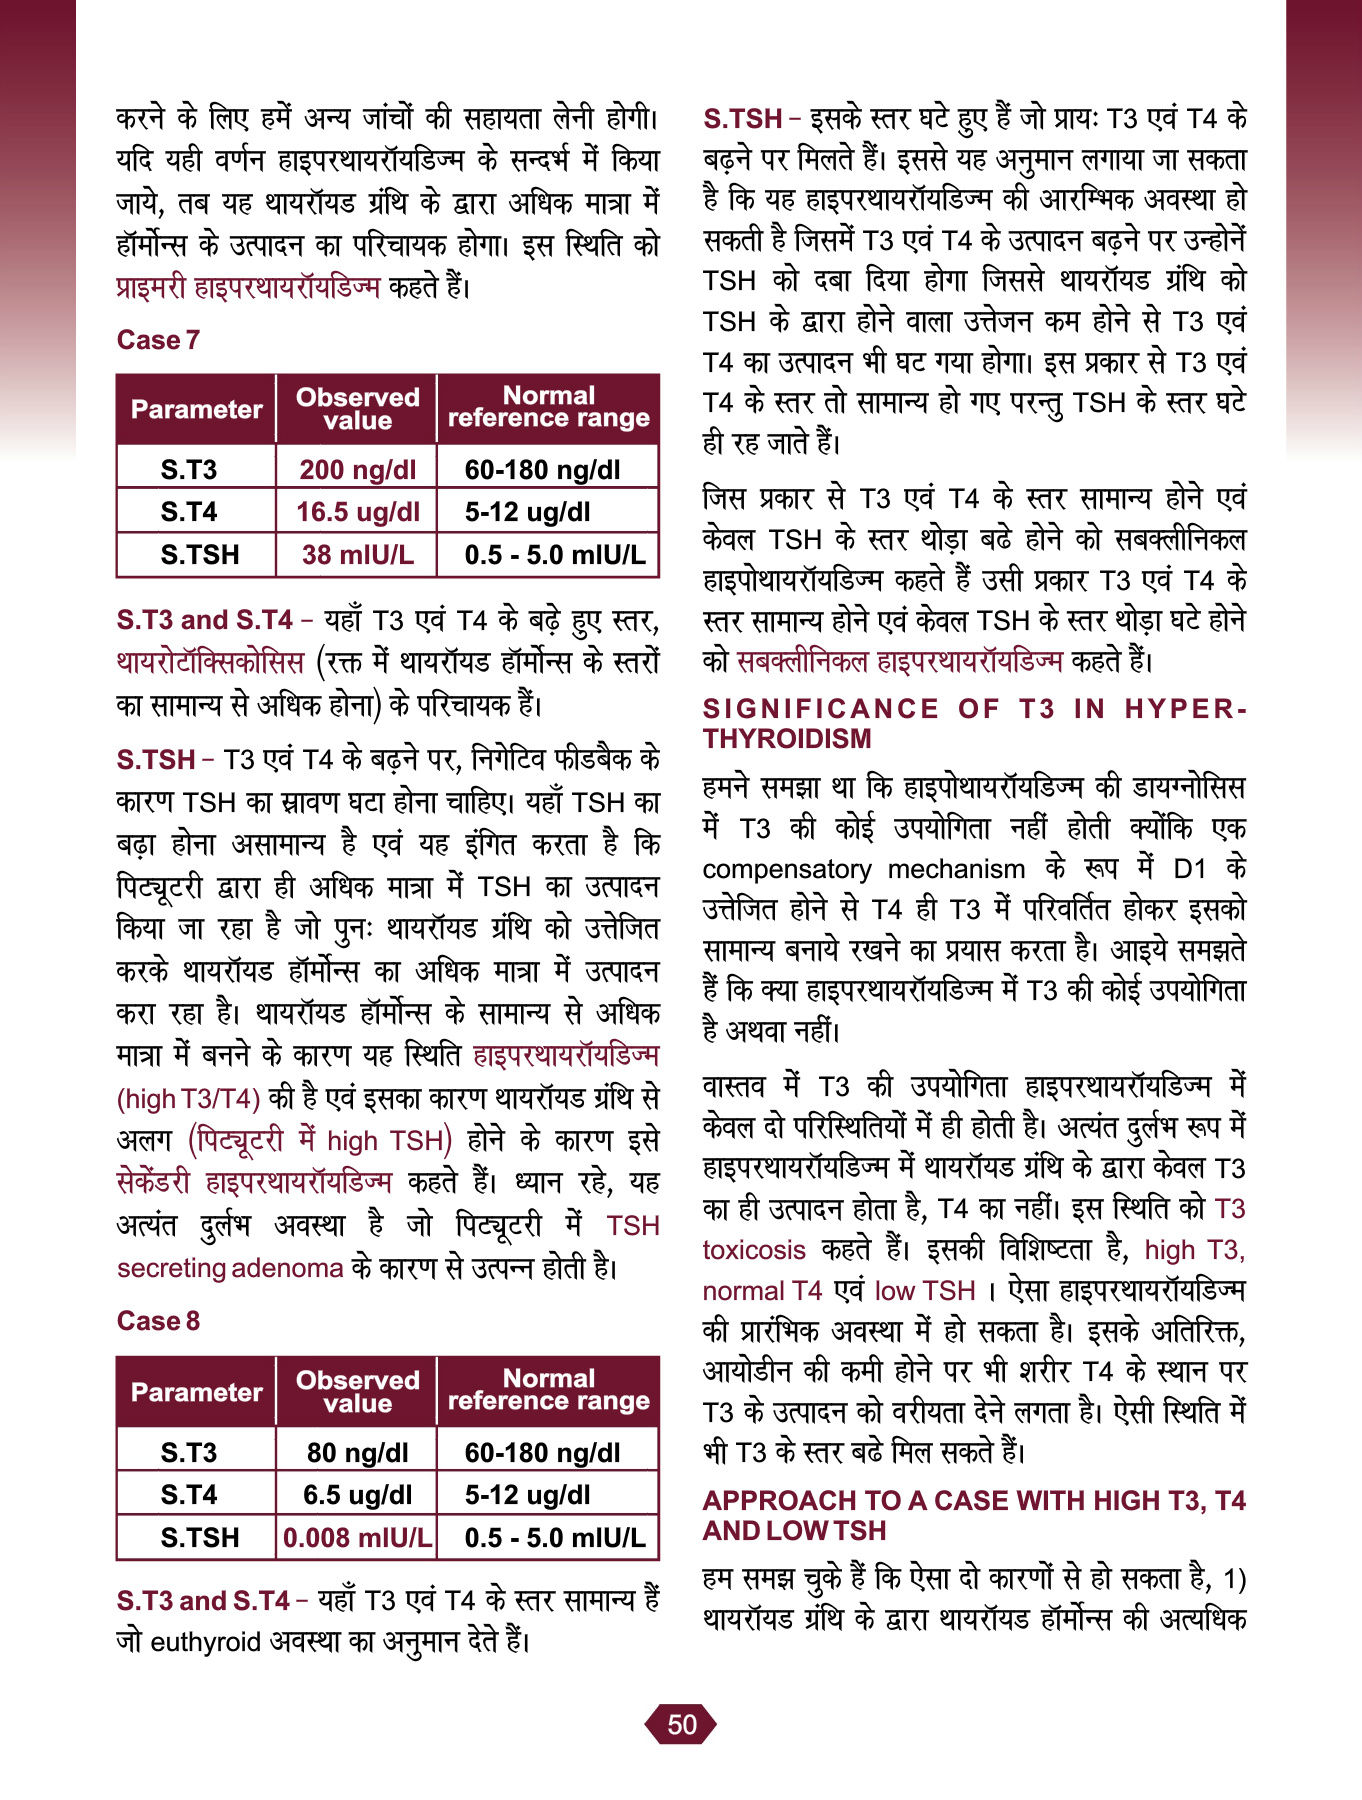 करने के लिए हमें अन्य जांचों की सहायता लेनी होगी।
यदि यही वर्णन हाइपरथायरॉयडिज्म के सन्दर्भ में किया
जाये, तब यह थायरॉयड ग्रंथि के द्वारा अधिक मात्रा में
हॉर्मोन्स के उत्पादन का परिचायक होगा। इस स्थिति को
प्राइमरी हाइपरथायरॉयडिज्म कहते हैं।
Case 7
Parameter Observed value Normal reference range
S.T3 200 ng/dl 60-180 ng/dl
S.T4 16.5 ug/dl 5-12 ug/dl
S.TSH 38 mIU/L 0.5 - 5.0 mIU/L
S.T3 and S.T4 – यहाँ T3 एवं T4 के बढ़े हुए स्तर,
थायरोटॉक्सिकोसिस (रक्त में थायरॉयड हॉर्मोन्स के स्तरों
का सामान्य से अधिक होना) के परिचायक हैं।
S.TSH – T3 एवं T4 के बढ़ने पर, निगेटिव फीडबैक के
कारण TSH का स्रावण घटा होना चाहिए। यहाँ TSH का
बढ़ा होना असामान्य है एवं यह इंगित करता है कि
पिट्यूटरी द्वारा ही अधिक मात्रा में TSH का उत्पादन
किया जा रहा है जो पुनः थायरॉयड ग्रंथि को उत्तेजित
करके थायरॉयड हॉर्मोन्स का अधिक मात्रा में उत्पादन
करा रहा है। थायरॉयड हॉर्मोन्स के सामान्य से अधिक
मात्रा में बनने के कारण यह स्थिति हाइपरथायरॉयडिज्म
(high T3/T4) की है एवं इसका कारण थायरॉयड ग्रंथि से
अलग (पिट्यूटरी में high TSH) होने के कारण इसे
सेकेंडरी हाइपरथायरॉयडिज्म कहते हैं। ध्यान रहे, यह
अत्यंत दुर्लभ अवस्था है जो पिट्यूटरी में TSH
secreting adenoma के कारण से उत्पन्न होती है।
Case 8
Parameter Observed value Normal reference range
S.T3 80 ng/dl 60-180 ng/dl
S.T4 6.5 ug/dl 5-12 ug/dl
S.TSH 0.008 mIU/L 0.5 - 5.0 mIU/L
S.T3 and S.T4 – यहाँ T3 एवं T4 के स्तर सामान्य हैं
जो euthyroid अवस्था का अनुमान देते हैं।
S.TSH – इसके स्तर घटे हुए हैं जो प्रायः T3 एवं T4 के
बढ़ने पर मिलते हैं। इससे यह अनुमान लगाया जा सकता
है कि यह हाइपरथायरॉयडिज्म की आरम्भिक अवस्था हो
सकती है जिसमें T3 एवं T4 के उत्पादन बढ़ने पर उन्होनें
TSH को दबा दिया होगा जिससे थायरॉयड ग्रंथि को
TSH के द्वारा होने वाला उत्तेजन कम होने से T3 एवं
T4 का उत्पादन भी घट गया होगा। इस प्रकार से T3 एवं
T4 के स्तर तो सामान्य हो गए परन्तु TSH के स्तर घटे
ही रह जाते हैं।
जिस प्रकार से T3 एवं T4 के स्तर सामान्य होने एवं
केवल TSH के स्तर थोड़ा बढे होने को सबक्लीनिकल
हाइपोथायरॉयडिज्म कहते हैं उसी प्रकार T3 एवं T4 के
स्तर सामान्य होने एवं केवल TSH के स्तर थोड़ा घटे होने
को सबक्लीनिकल हाइपरथायरॉयडिज्म कहते हैं।
SIGNIFICANCE OF T3 IN HYPER-
THYROIDISM
हमने समझा था कि हाइपोथायरॉयडिज्म की डायग्नोसिस
में T3 की कोई उपयोगिता नहीं होती क्योंकि एक
compensatory mechanism के रूप में D1 के
उत्तेजित होने से T4 ही T3 में परिवर्तित होकर इसको
सामान्य बनाये रखने का प्रयास करता है। आइये समझते
हैं कि क्या हाइपरथायरॉयडिज्म में T3 की कोई उपयोगिता
है अथवा नहीं।
वास्तव में T3 की उपयोगिता हाइपरथायरॉयडिज्म में
केवल दो परिस्थितियों में ही होती है। अत्यंत दुर्लभ रूप में
हाइपरथायरॉयडिज्म में थायरॉयड ग्रंथि के द्वारा केवल T3
का ही उत्पादन होता है, T4 का नहीं। इस स्थिति को T3
toxicosis कहते हैं। इसकी विशिष्टता है, high T3,
normal T4 एवं low TSH । ऐसा हाइपरथायरॉयडिज्म
की प्रारंभिक अवस्था में हो सकता है। इसके अतिरिक्त,
आयोडीन की कमी होने पर भी शरीर T4 के स्थान पर
T3 के उत्पादन को वरीयता देने लगता है। ऐसी स्थिति में
भी T3 के स्तर बढे मिल सकते हैं।
APPROACH TO A CASE WITH HIGH T3, T4
AND LOW TSH
हम समझ चुके हैं कि ऐसा दो कारणों से हो सकता है, 1)
थायरॉयड ग्रंथि के द्वारा थायरॉयड हॉर्मोन्स की अत्यधिक
50